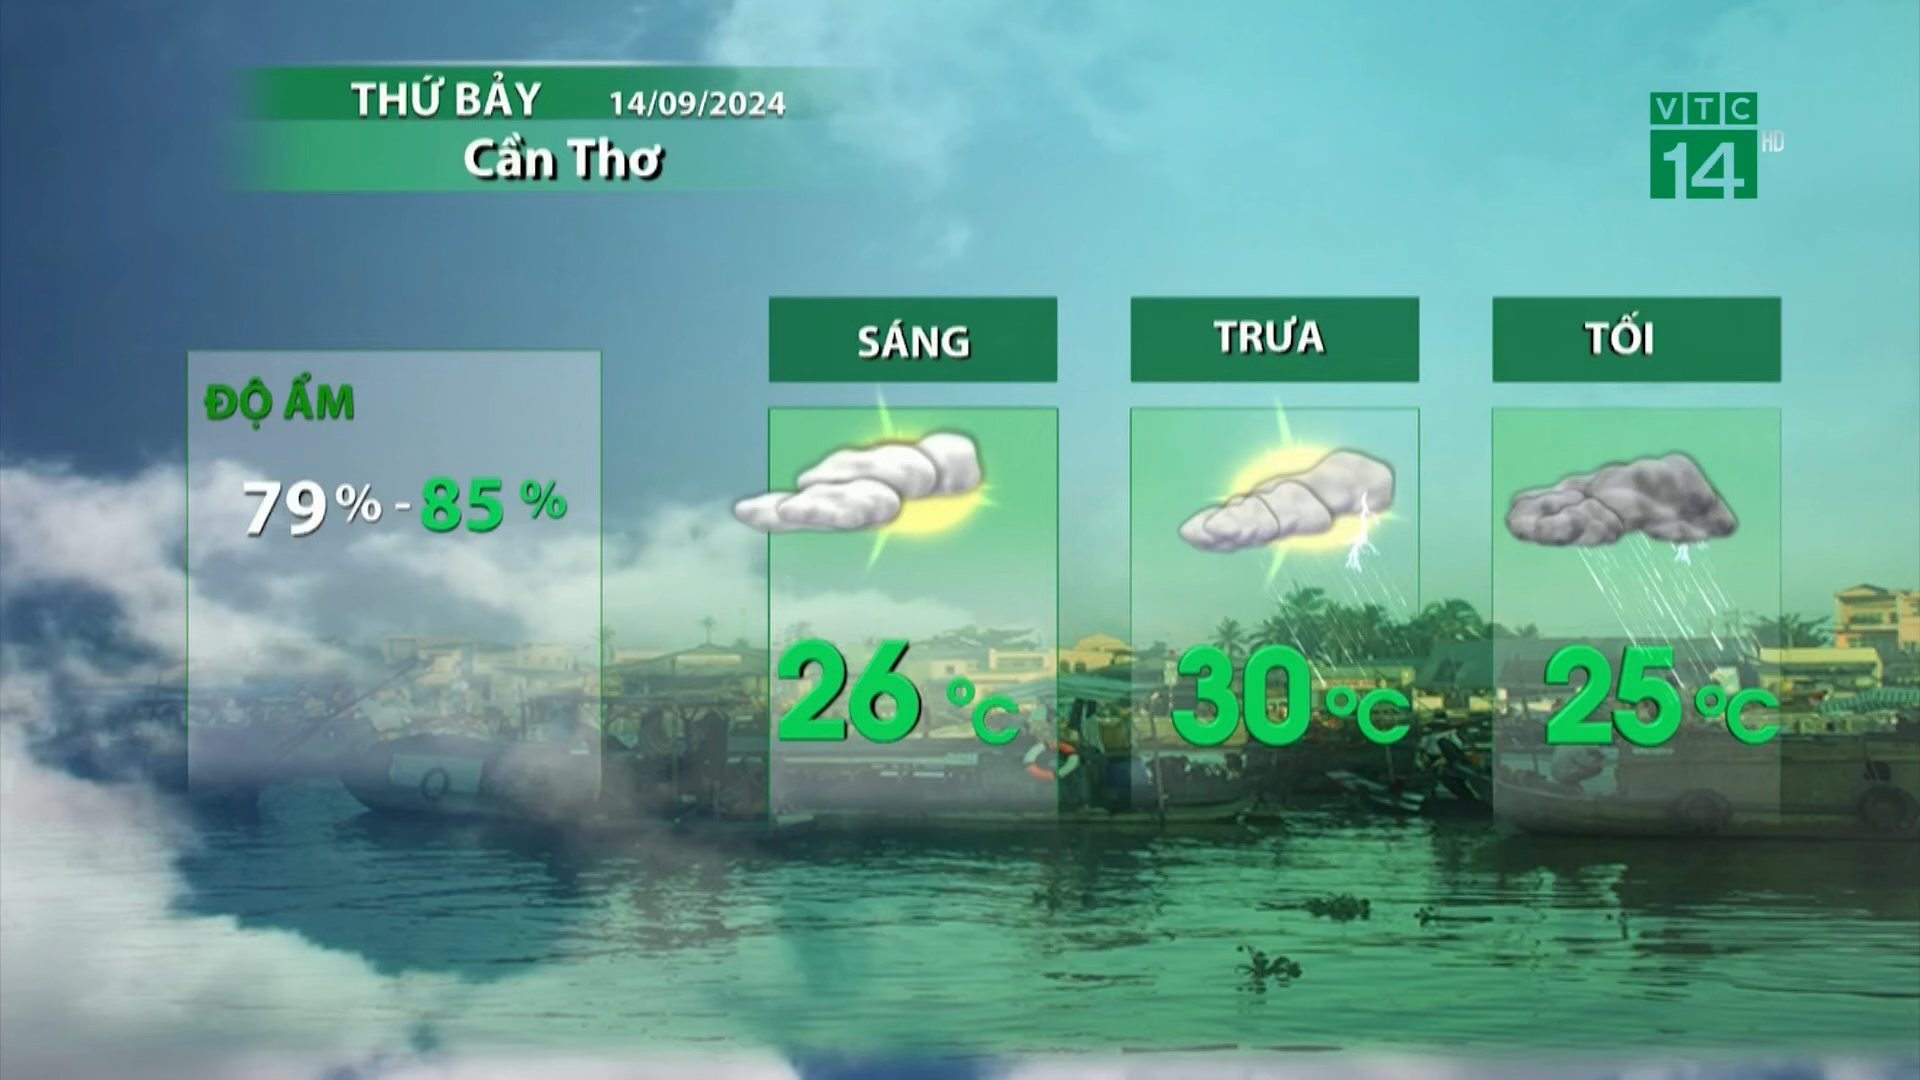 THỨ BẢY 14/09/2024
Cần Thơ
VTC
14 HD
SÁNG TRƯA TỐI
ĐỘ ẨM
79% - 85 %
26 °C 30 °C 25 °C